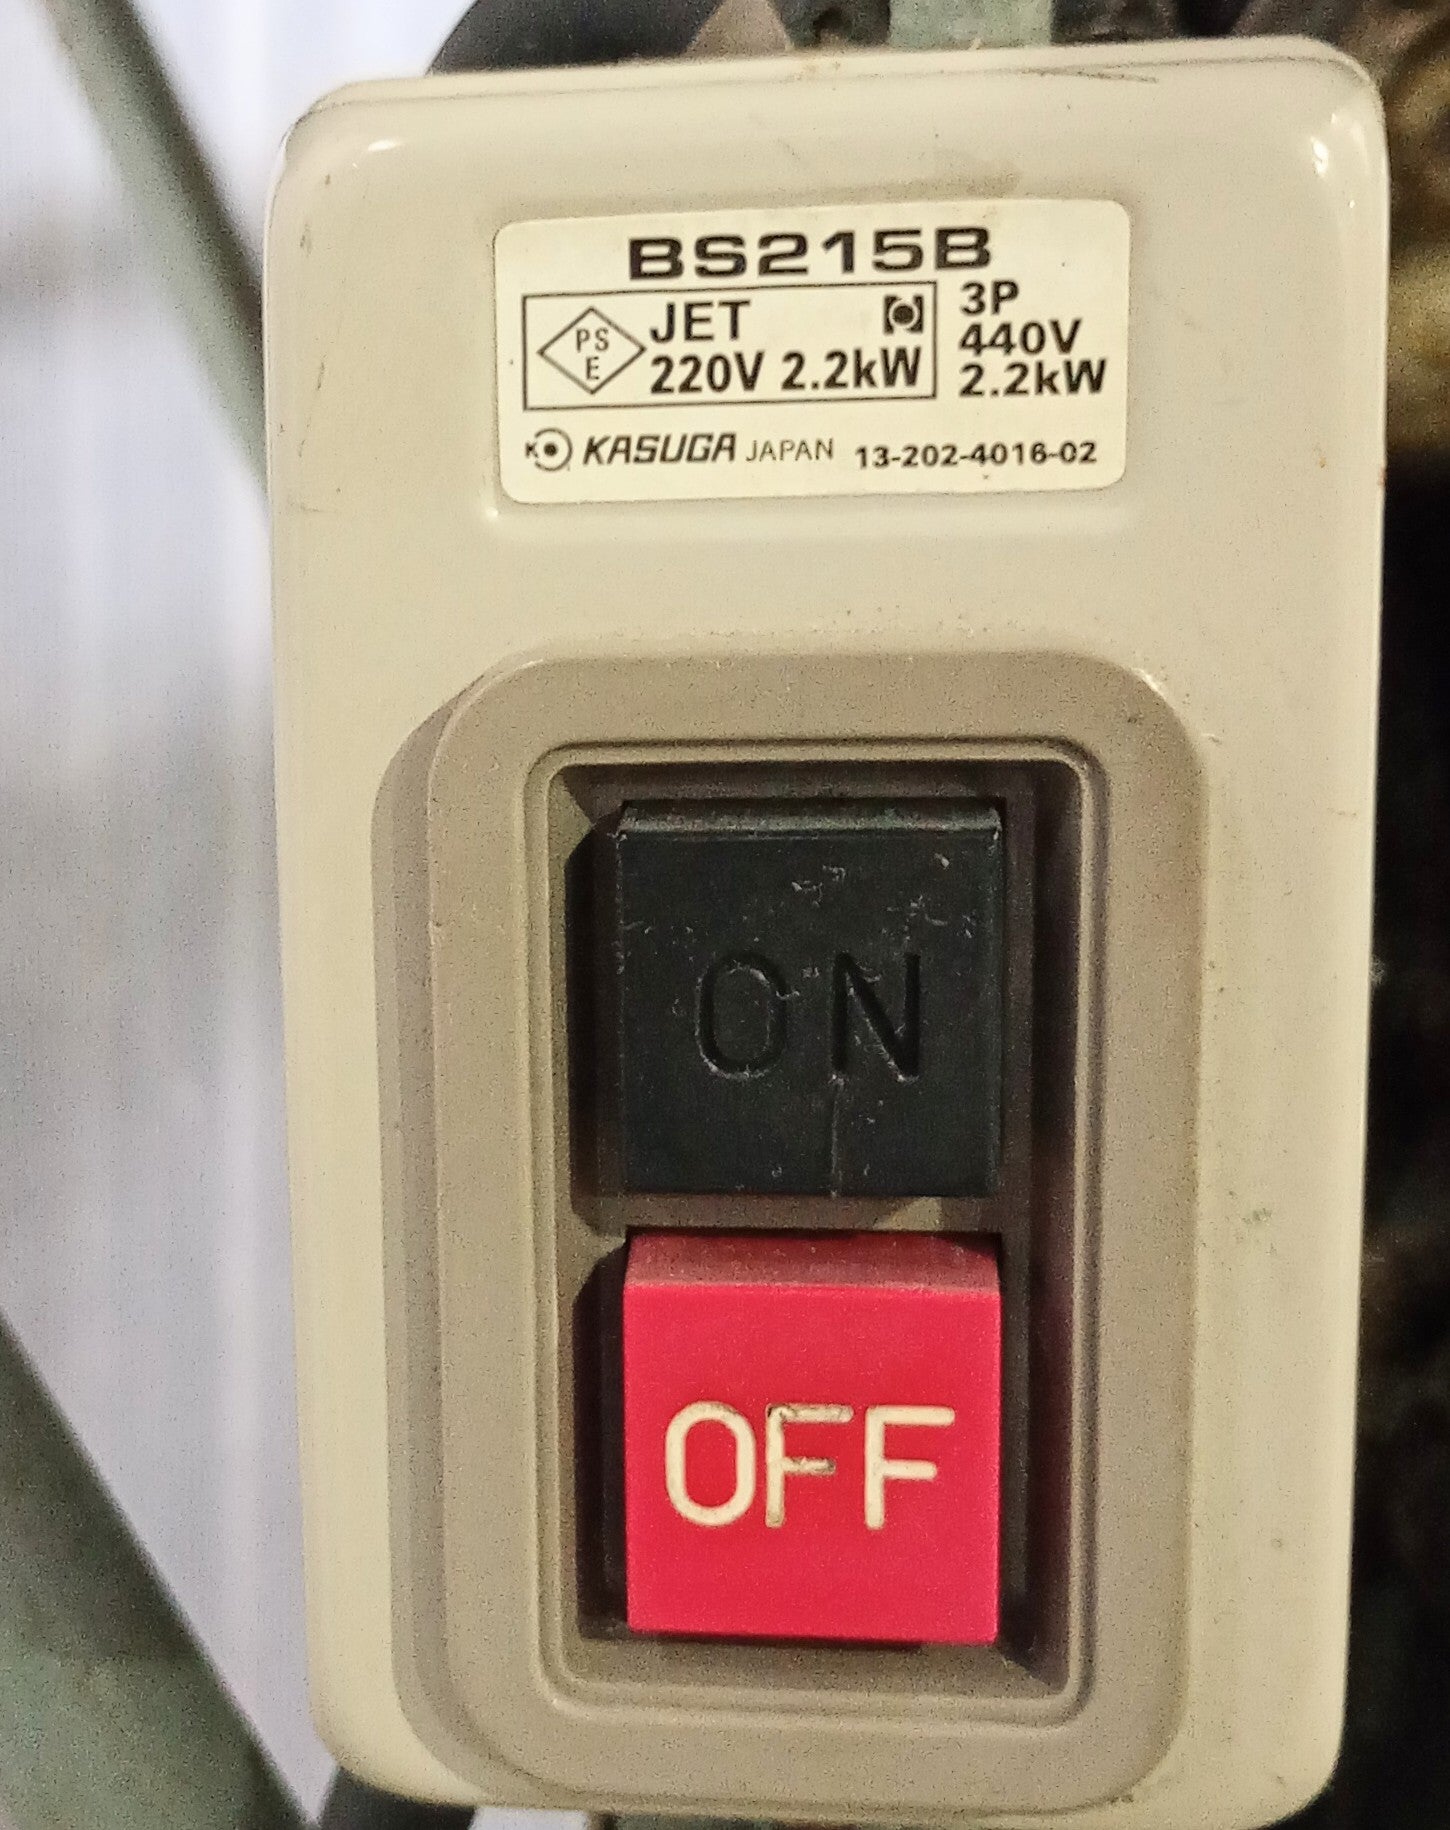 BS215B
PS
E
JET
220V 2.2kW
3P
440V
2.2kW
K KASUGA JAPAN 13-202-4016-02
ON
OFF